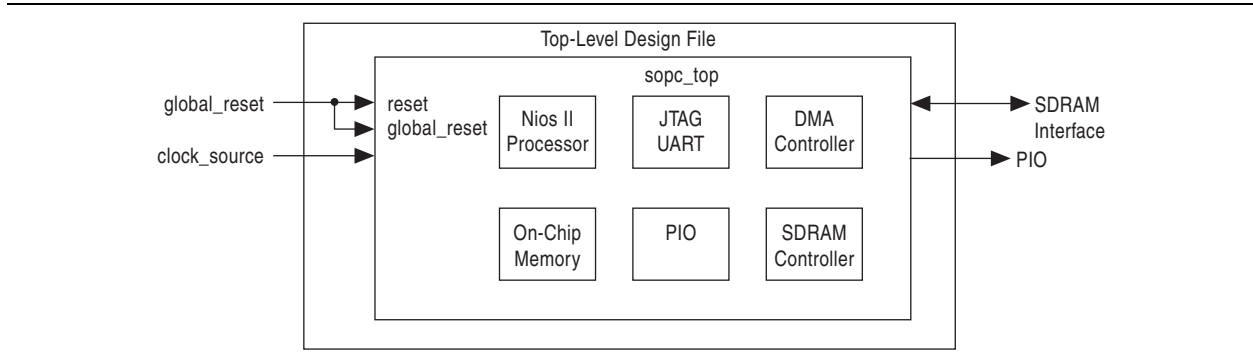 Top-Level Design File
sopc_top
global_reset
reset
global_reset
clock_source
Nios II
Processor
JTAG
UART
DMA
Controller
On-Chip
Memory
PIO
SDRAM
Controller
SDRAM
Interface
PIO